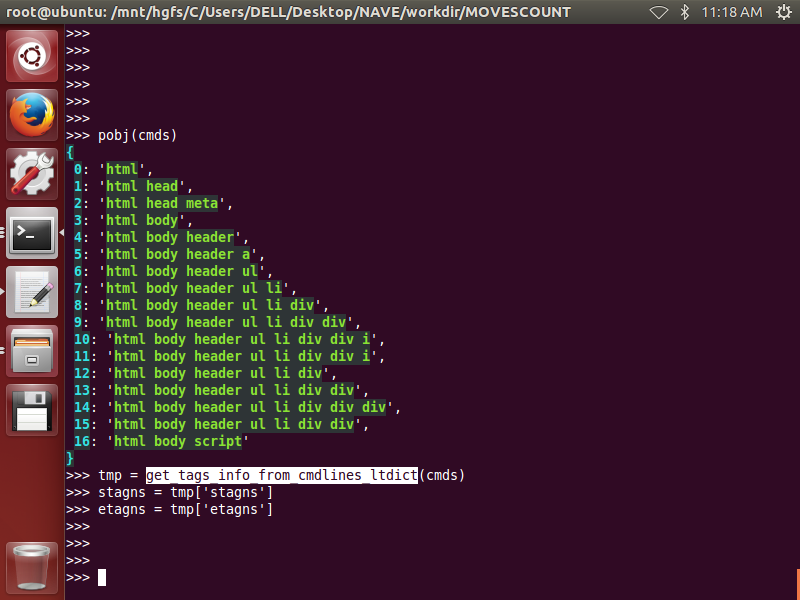 root@ubuntu: /mnt/hgfs/C/Users/DELL/Desktop/NAVE/workdir/MOVESCOUNT 11:18 AM
>>>
>>>
>>>
>>>
>>>
>>>
>>> pobj(cmds)
{
0: 'html',
1: 'html head',
2: 'html head meta',
3: 'html body',
4: 'html body header',
5: 'html body header a',
6: 'html body header ul',
7: 'html body header ul li',
8: 'html body header ul li div',
9: 'html body header ul li div div',
10: 'html body header ul li div div i',
11: 'html body header ul li div div i',
12: 'html body header ul li div',
13: 'html body header ul li div div',
14: 'html body header ul li div div div',
15: 'html body header ul li div div',
16: 'html body script'
}
>>> tmp = get_tags_info_from_cmdlines_ltdict(cmds)
>>> stagns = tmp['stagns']
>>> etagns = tmp['etagns']
>>>
>>>
>>>
>>>